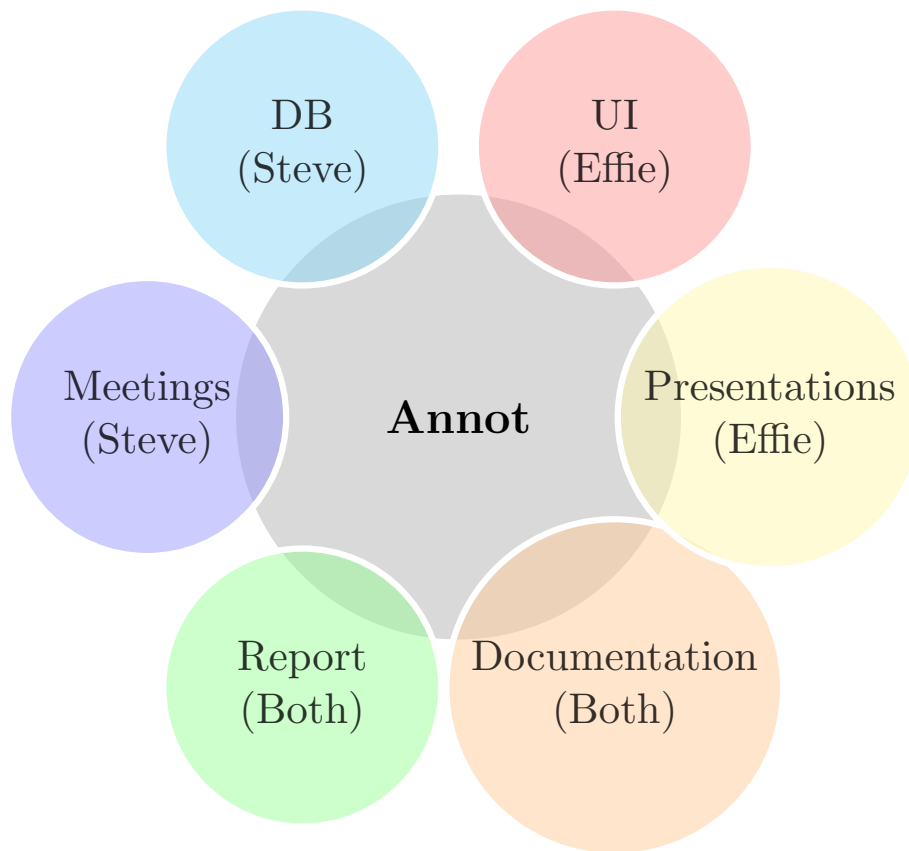 DB
(Steve)
UI
(Effie)
Meetings
(Steve)
Annot
Presentations
(Effie)
Report
(Both)
Documentation
(Both)